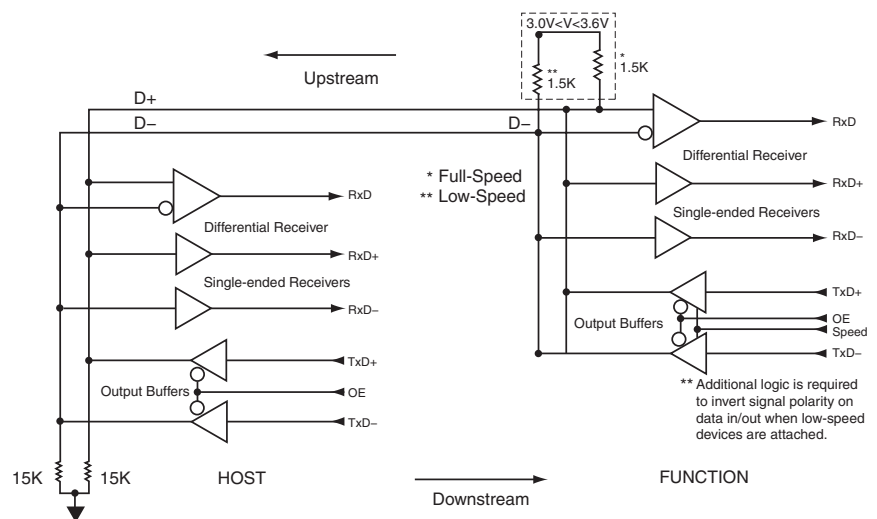 3.0V<V<3.6V
*
1.5K
**
1.5K
Upstream
D+
D−
D−
RxD
Differential Receiver
* Full-Speed
** Low-Speed
RxD+
Single-ended Receivers
RxD−
RxD
Differential Receiver
RxD+
Single-ended Receivers
RxD−
TxD+
OE
Output Buffers
Speed
TxD−
TxD+
Output Buffers
OE
TxD−
** Additional logic is required
to invert signal polarity on
data in/out when low-speed
devices are attached.
15K
15K
HOST
FUNCTION
Downstream